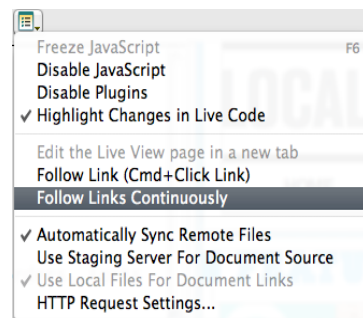 Freeze JavaScript F6
Disable JavaScript
Disable Plugins
✓ Highlight Changes in Live Code
Edit the Live View page in a new tab
Follow Link (Cmd+Click Link)
Follow Links Continuously
✓ Automatically Sync Remote Files
Use Staging Server For Document Source
✓ Use Local Files For Document Links
HTTP Request Settings...
LOCAL